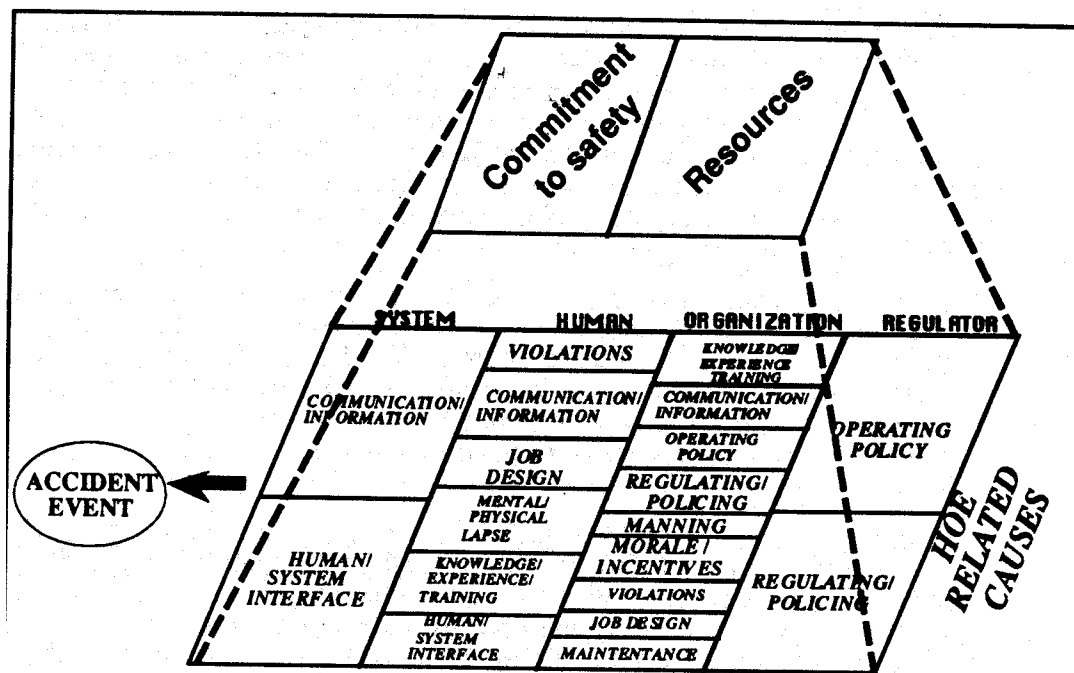 Commitment
to safety
Resources
SYSTEM
HUMAN
ORGANIZATION
REGULATOR
COMMUNICATION/
INFORMATION
HUMAN/
SYSTEM
INTERFACE
VIOLATIONS
COMMUNICATION/
INFORMATION
JOB
DESIGN
MENTAL/
PHYSICAL
LAPSE
KNOWLEDGE/
EXPERIENCE/
TRAINING
HUMAN/
SYSTEM
INTERFACE
KNOWLEDGE/
EXPERIENCE
TRAINING
COMMUNICATION/
INFORMATION
OPERATING
POLICY
REGULATING/
POLICING
MANNING
MORALE/
INCENTIVES
VIOLATIONS
JOB DESIGN
MAINTENTANCE
OPERATING
POLICY
REGULATING/
POLICING
ACCIDENT
EVENT
HOE
RELATED
CAUSES